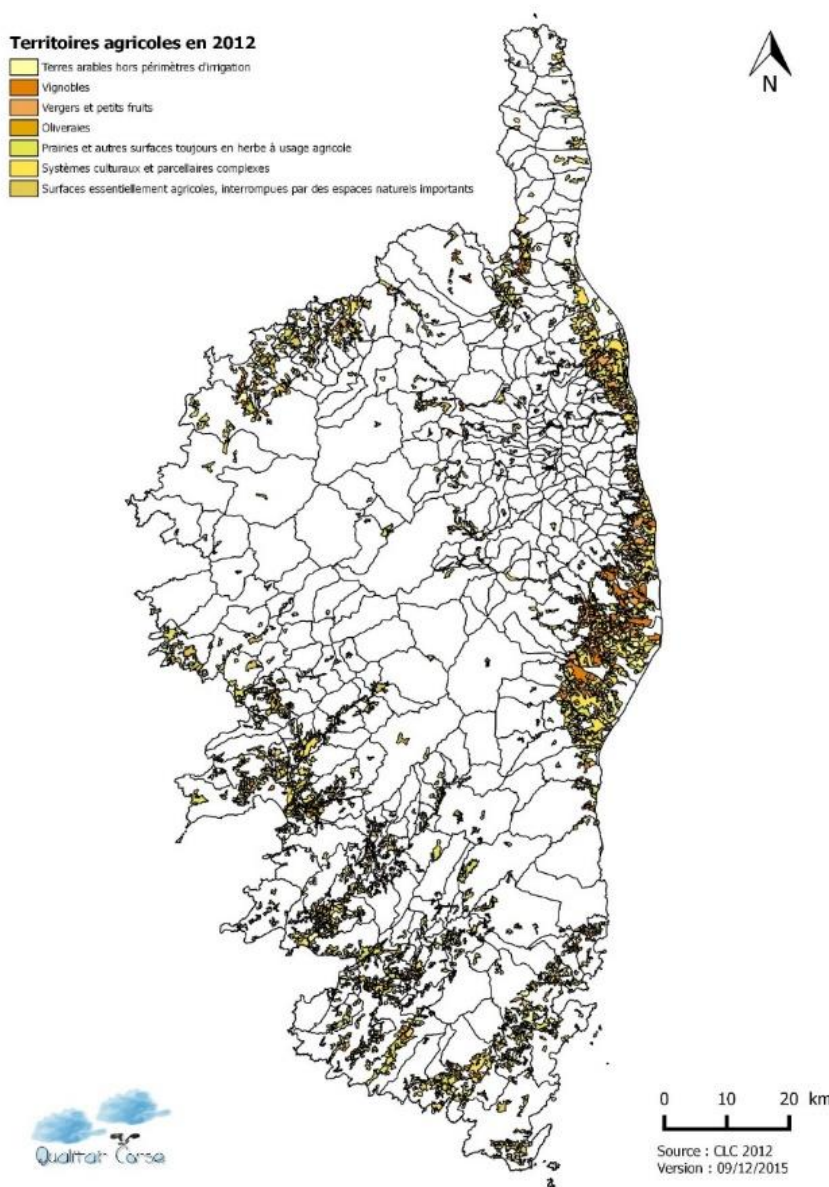 Territoires agricoles en 2012
Terres arables hors périmètres d'irrigation
Vignobles
Vergers et petits fruits
Oliveraies
Prairies et autres surfaces toujours en herbe à usage agricole
Systèmes culturaux et parcellaires complexes
Surfaces essentiellement agricoles, interrompues par des espaces naturels importants
N
0 10 20 km
Source : CLC 2012
Version : 09/12/2015
Qualitair Corse